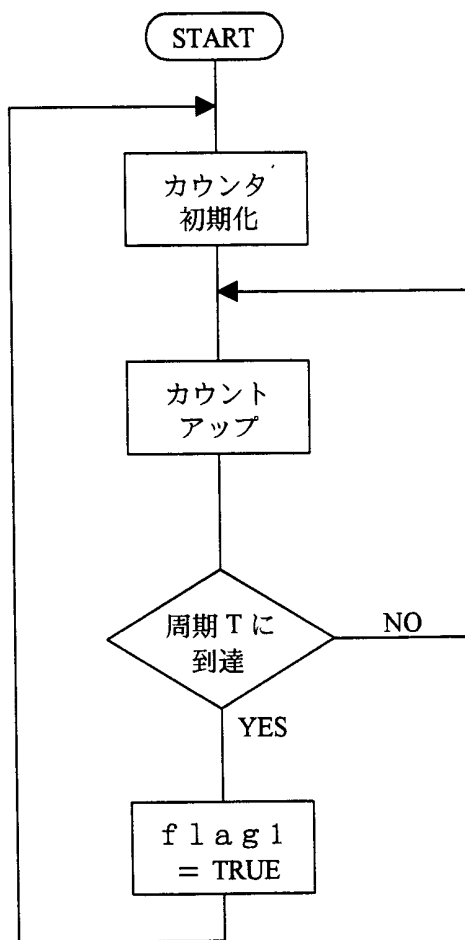 START
カウンタ
初期化
カウント
アップ
周期 T に
到達
NO
YES
ｆｌａｇ１
= TRUE